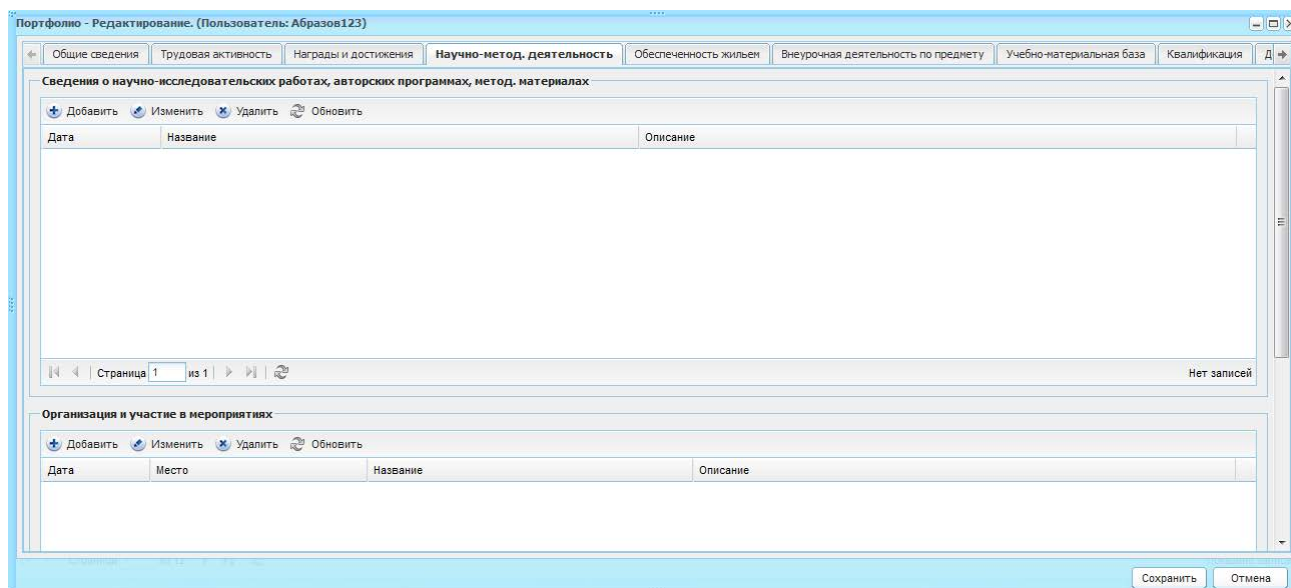 Портфолио - Редактирование. (Пользователь: Абразов123)
Общие сведения Трудовая активность Награды и достижения Научно-метод. деятельность Обеспеченность жильем Внеурочная деятельность по предмету Учебно-материальная база Квалификация Д
Сведения о научно-исследовательских работах, авторских программах, метод. материалах
Добавить Изменить Удалить Обновить
Дата Название Описание
Страница 1 из 1 Нет записей
Организация и участие в мероприятиях
Добавить Изменить Удалить Обновить
Дата Место Название Описание
Сохранить Отмена